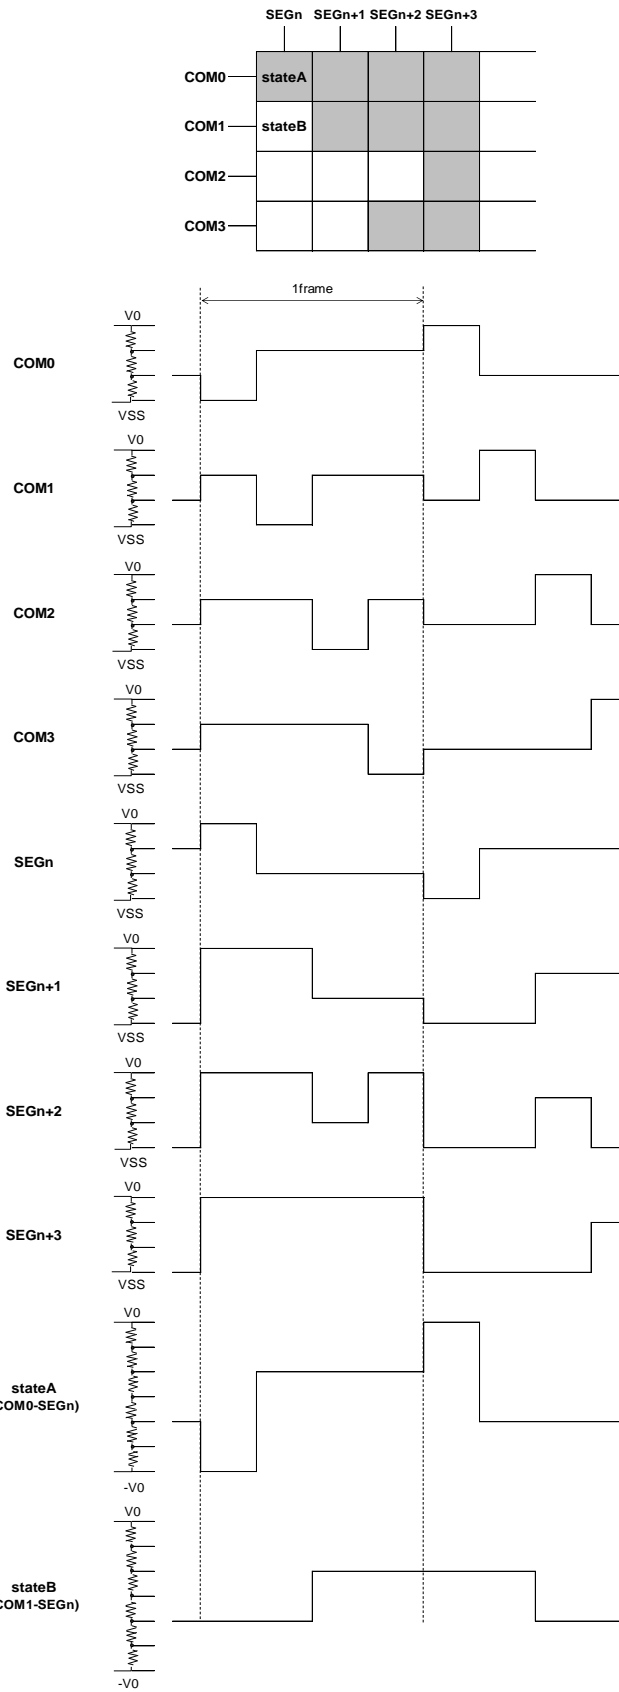 SEGn SEGn+1 SEGn+2 SEGn+3
COM0 stateA
COM1 stateB
COM2
COM3
1frame
V0
COM0
VSS
V0
COM1
VSS
V0
COM2
VSS
V0
COM3
VSS
V0
SEGn
VSS
V0
SEGn+1
VSS
V0
SEGn+2
VSS
V0
SEGn+3
VSS
V0
stateA
COM0-SEGn)
-V0
V0
stateB
COM1-SEGn)
-V0